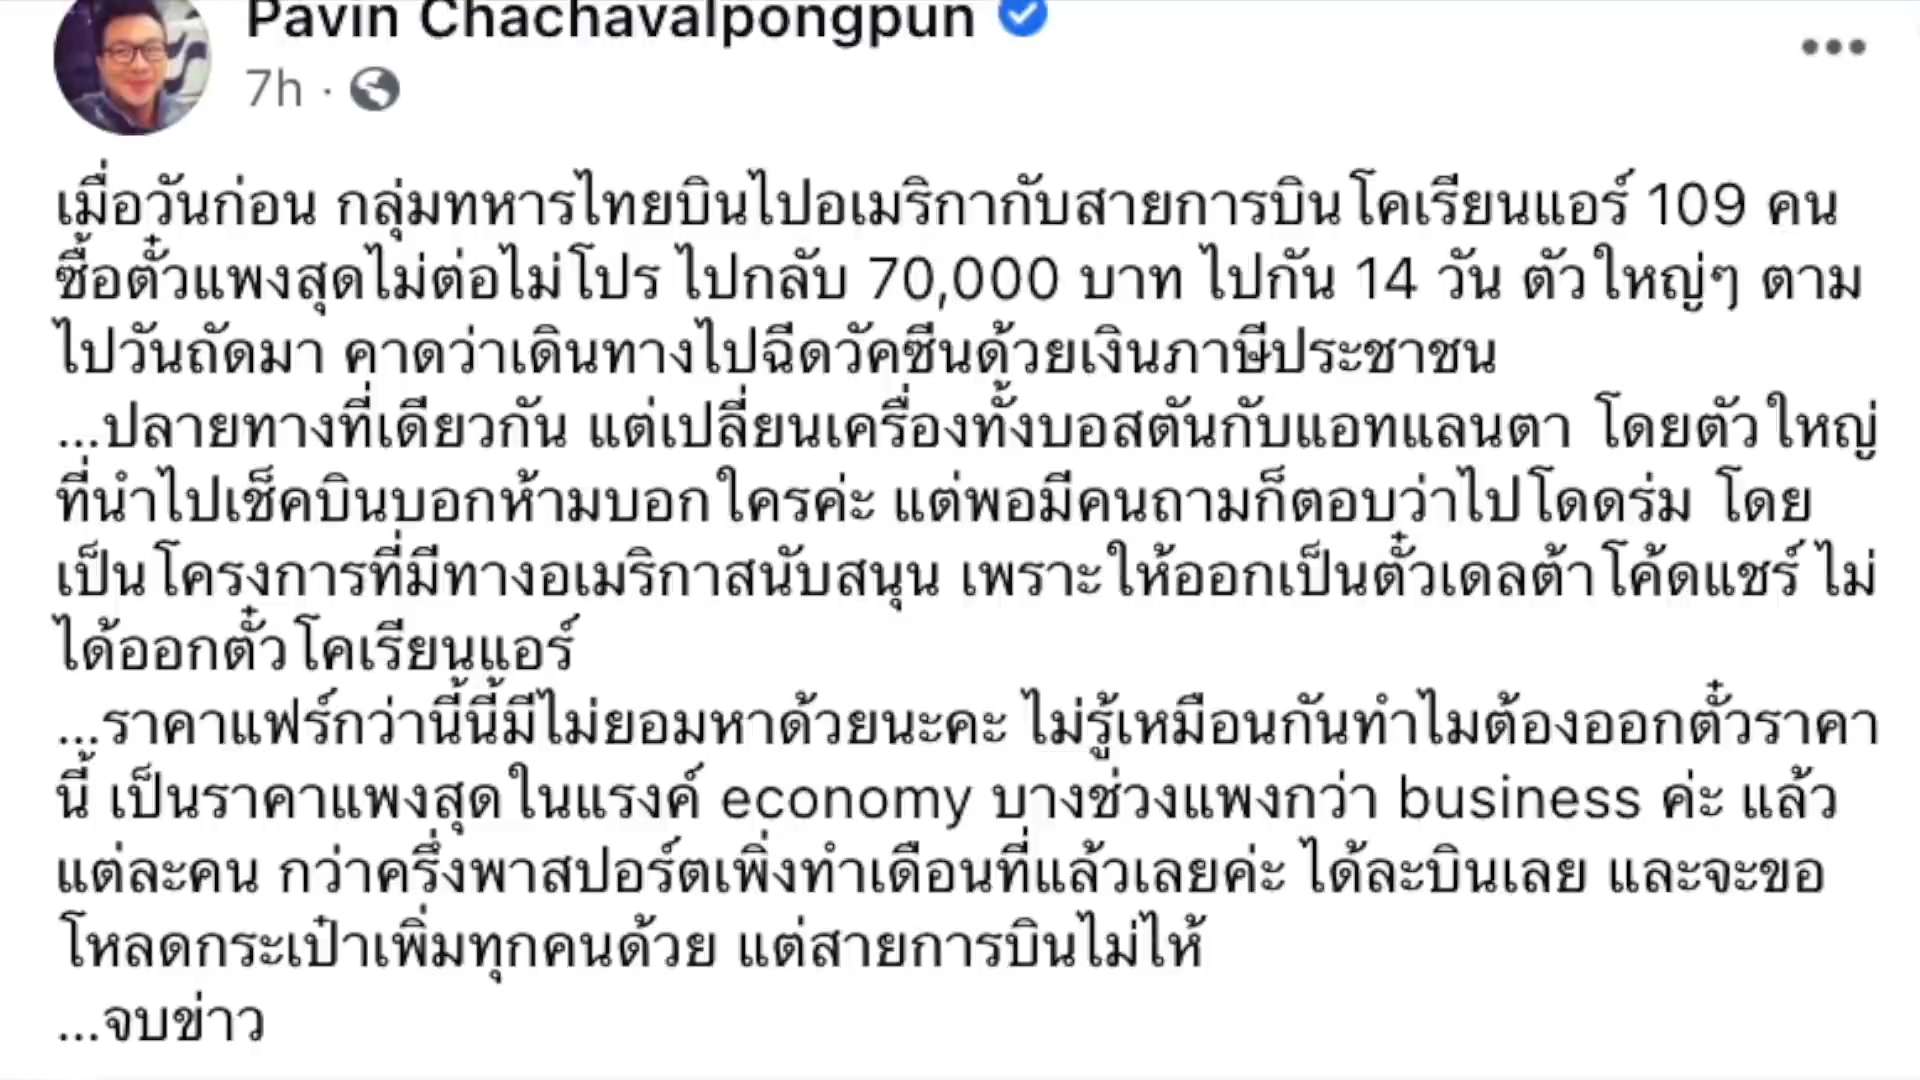 Pavin Chachavalpongpun
7h ·
เมื่อวันก่อน กลุ่มทหารไทยบินไปอเมริกากับสายการบินโคเรียนแอร์ 109 คน
ซื้อตั๋วแพงสุดไม่ต่อไม่โปร ไปกลับ 70,000 บาท ไปกัน 14 วัน ตัวใหญ่ๆ ตาม
ไปวันถัดมา คาดว่าเดินทางไปฉีดวัคซีนด้วยเงินภาษีประชาชน
...ปลายทางที่เดียวกัน แต่เปลี่ยนเครื่องทั้งบอสตันกับแอทแลนตา โดยตัวใหญ่
ที่นำไปเช็คบินบอกห้ามบอกใครค่ะ แต่พอมีคนถามก็ตอบว่าไปโดดร่ม โดย
เป็นโครงการที่มีทางอเมริกาสนับสนุน เพราะให้ออกเป็นตั๋วเดลต้าโค้ดแชร์ ไม่
ได้ออกตั๋วโคเรียนแอร์
...ราคาแฟร์กว่านี้นี้มีไม่ยอมหาด้วยนะคะ ไม่รู้เหมือนกันทำไมต้องออกตั๋วราคา
นี้ เป็นราคาแพงสุดในแรงค์ economy บางช่วงแพงกว่า business ค่ะ แล้ว
แต่ละคน กว่าครึ่งพาสปอร์ตเพิ่งทำเดือนที่แล้วเลยค่ะ ได้ละบินเลย และจะขอ
โหลดกระเป๋าเพิ่มทุกคนด้วย แต่สายการบินไม่ไห้
...จบข่าว